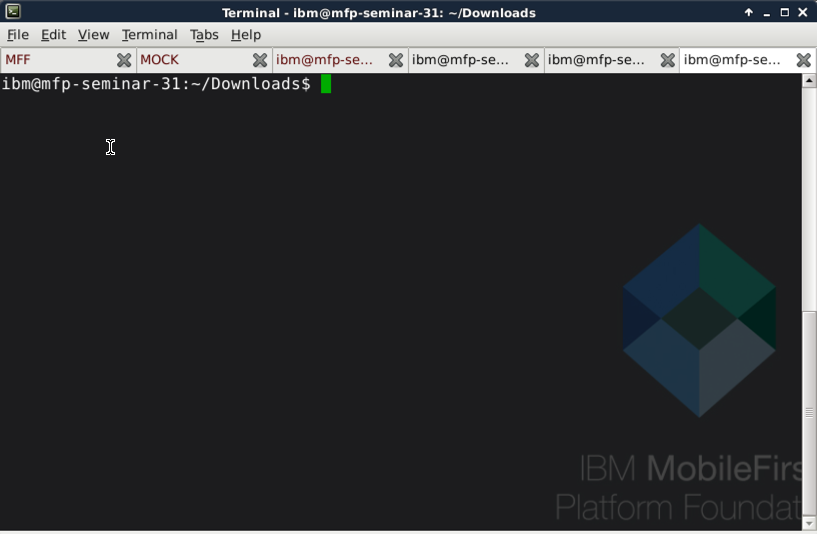 Terminal - ibm@mfp-seminar-31: ~/Downloads
File Edit View Terminal Tabs Help
MFF MOCK ibm@mfp-se... ibm@mfp-se... ibm@mfp-se... ibm@mfp-se...
ibm@mfp-seminar-31:~/Downloads$
IBM MobileFirs
Platform Foundat